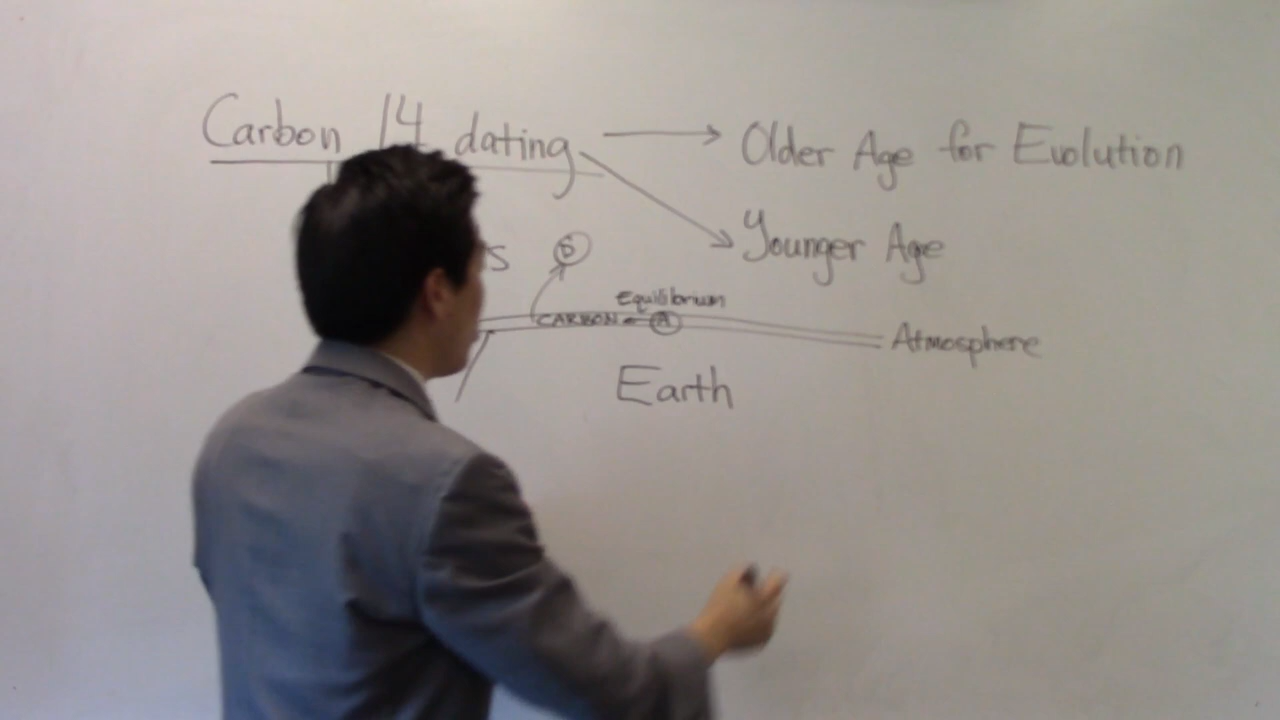 Carbon 14 dating
Older Age for Evolution
Younger Age
Equilibrium
CARBON
A
Atmosphere
Earth